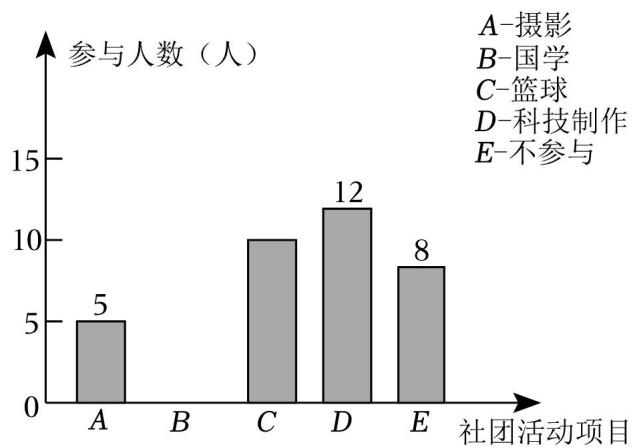 参与人数（人）
A-摄影
B-国学
C-篮球
D-科技制作
E-不参与
15
10
5
0
5
12
8
A B C D E
社团活动项目